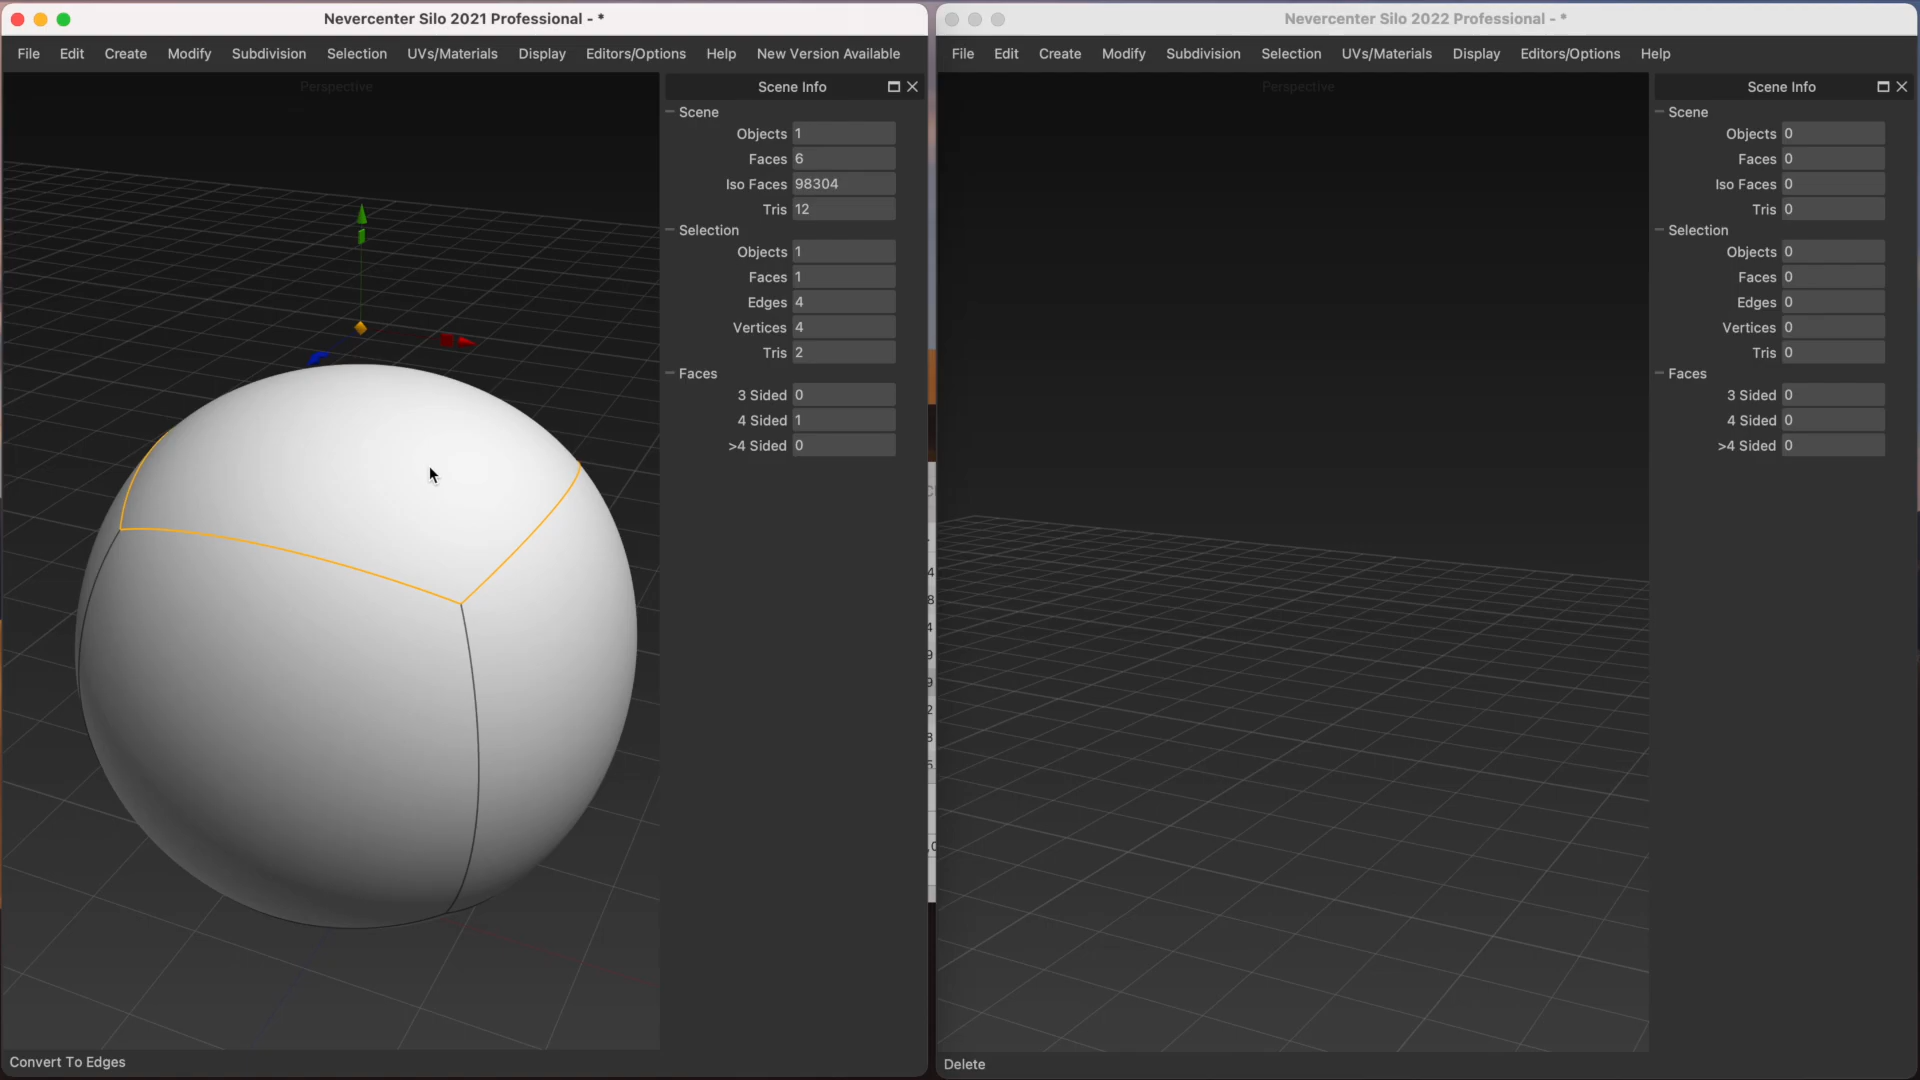 Nevercenter Silo 2021 Professional - *
File Edit Create Modify Subdivision Selection UVs/Materials Display Editors/Options Help New Version Available
Perspective
Scene Info
Scene
Objects 1
Faces 6
Iso Faces 98304
Tris 12
Selection
Objects 1
Faces 1
Edges 4
Vertices 4
Tris 2
Faces
3 Sided 0
4 Sided 1
>4 Sided 0
Convert To Edges
Nevercenter Silo 2022 Professional - *
File Edit Create Modify Subdivision Selection UVs/Materials Display Editors/Options Help
Perspective
Scene Info
Scene
Objects 0
Faces 0
Iso Faces 0
Tris 0
Selection
Objects 0
Faces 0
Edges 0
Vertices 0
Tris 0
Faces
3 Sided 0
4 Sided 0
>4 Sided 0
Delete